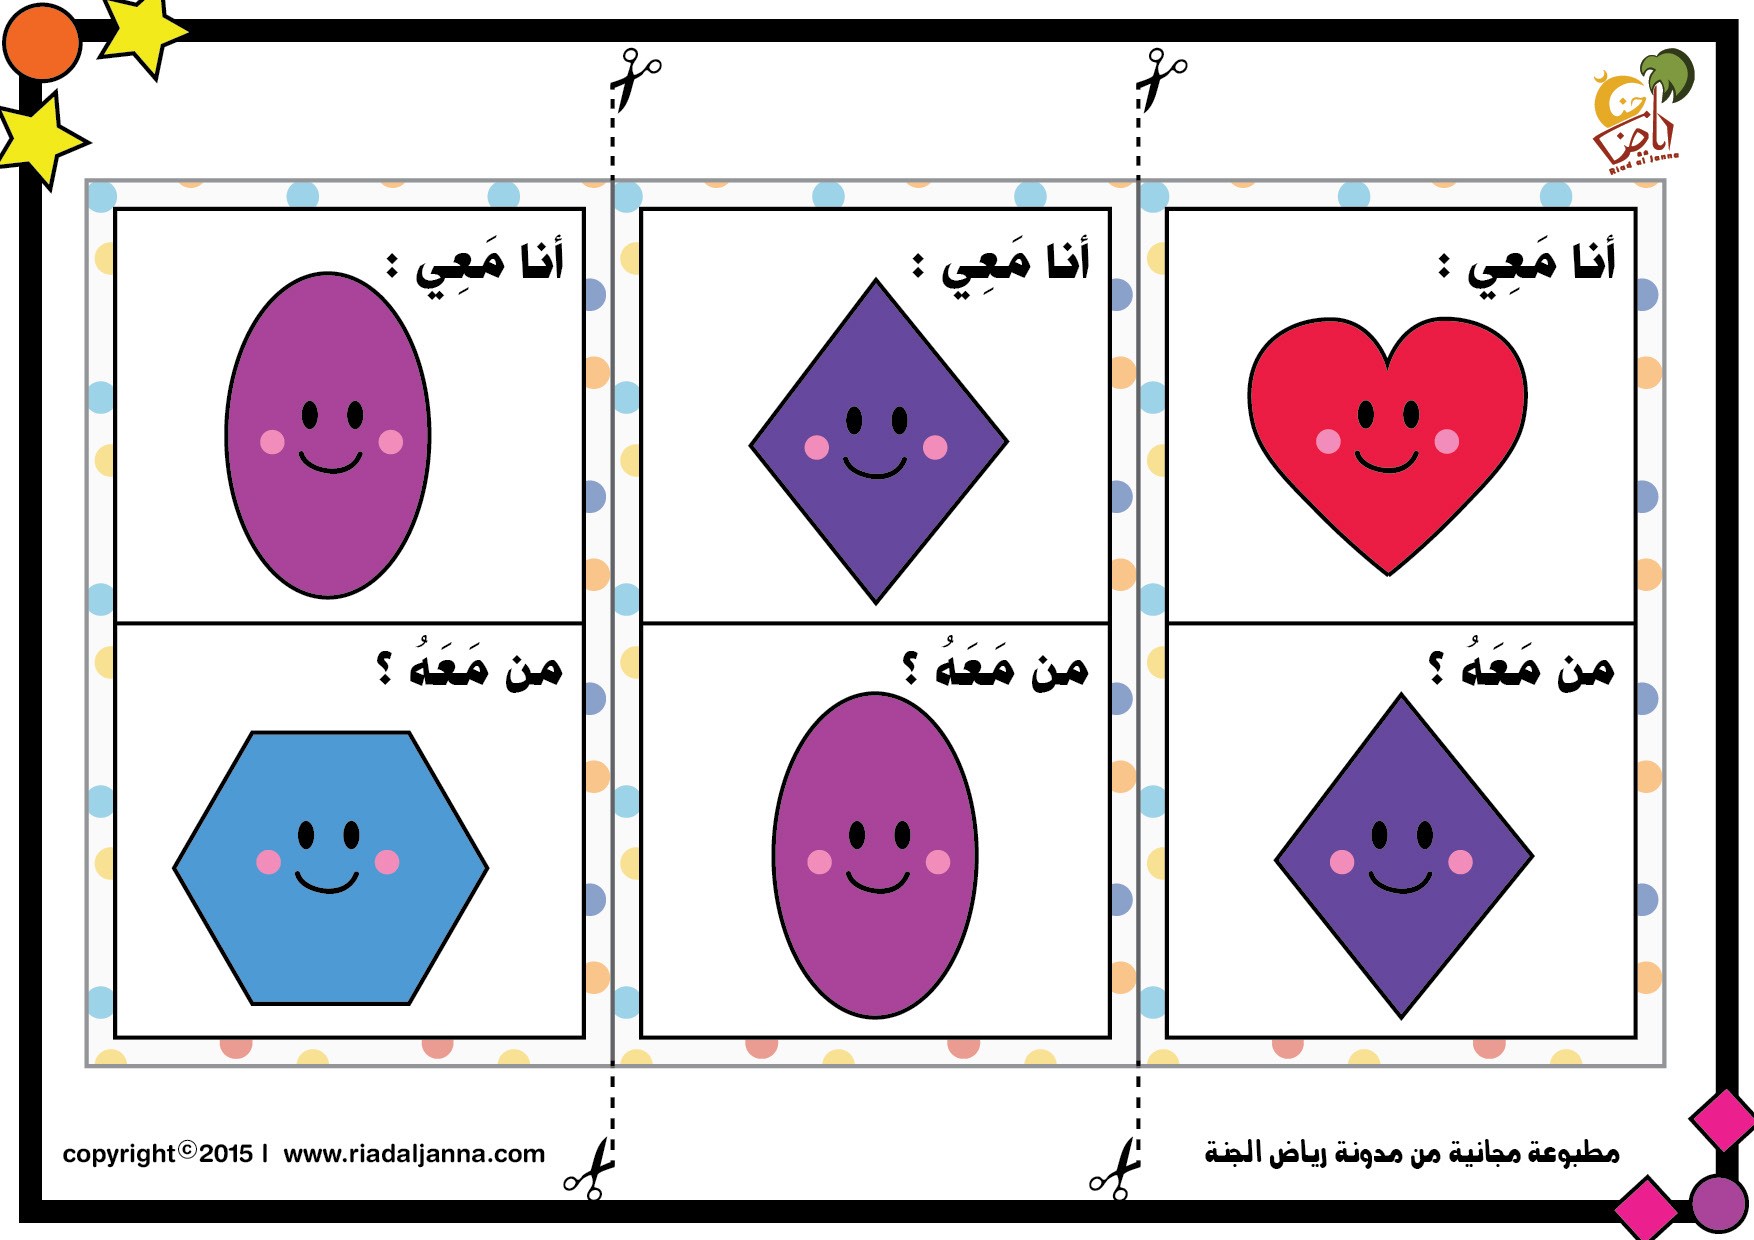 رياض جنة
Riad al Janna
أنا مَعِي :
أنا مَعِي :
أنا مَعِي :
من مَعَهُ ؟
من مَعَهُ ؟
من مَعَهُ ؟
مطبوعة مجانية من مدونة رياض الجنة
copyright©2015 | www.riadaljanna.com